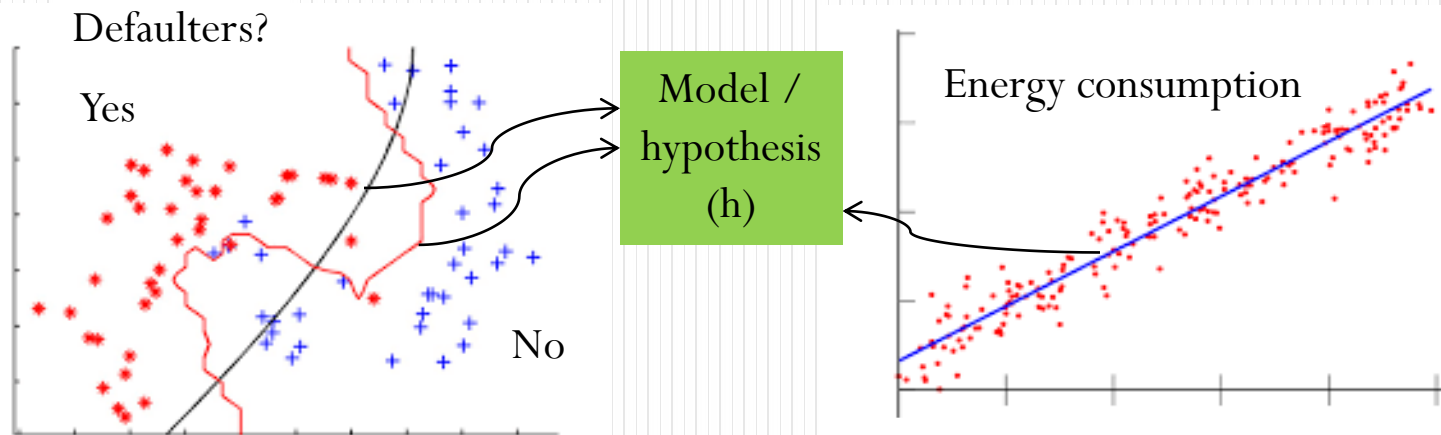 Defaulters?
Yes
No
Model /
hypothesis
(h)
Energy consumption